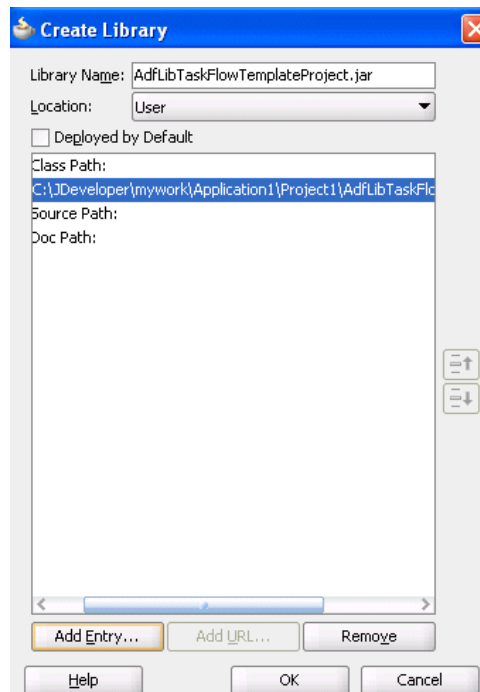 Create Library
Library Name: AdfLibTaskFlowTemplateProject.jar
Location: User
Deployed by Default
Class Path:
C:\JDeveloper\mywork\Application1\Project1\AdfLibTaskFlo
Source Path:
Doc Path:
Add Entry... Add URL... Remove
Help OK Cancel